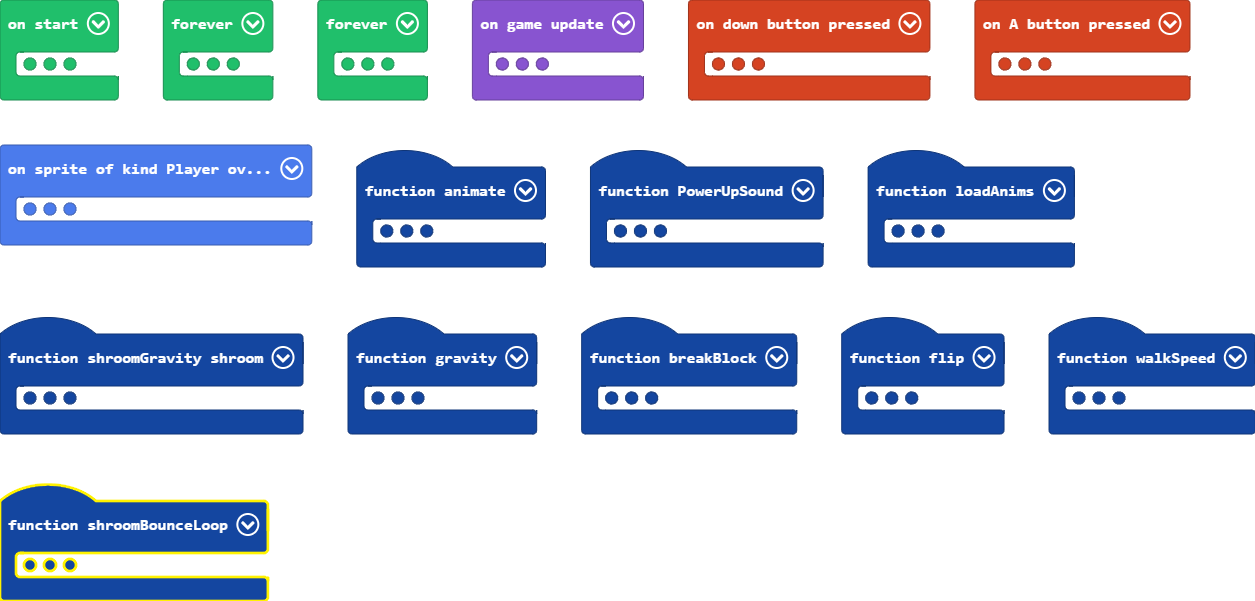 on start
forever
forever
on game update
on down button pressed
on A button pressed
on sprite of kind Player ov...
function animate
function PowerUpSound
function loadAnims
function shroomGravity shroom
function gravity
function breakBlock
function flip
function walkSpeed
function shroomBounceLoop